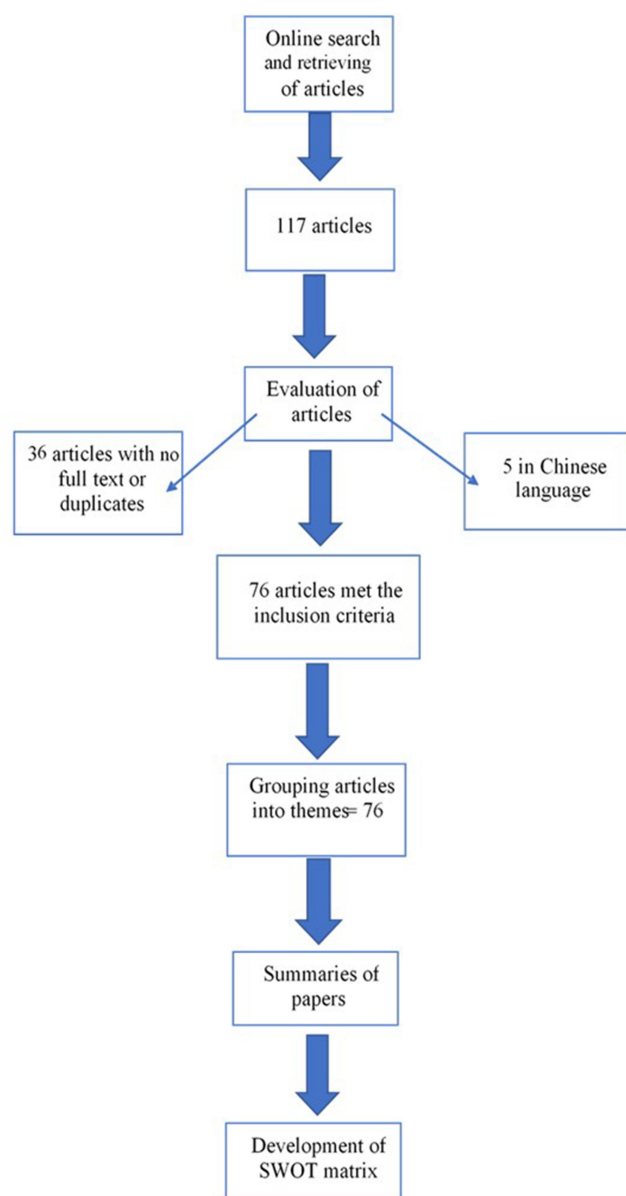 Online search
and retrieving
of articles
117 articles
Evaluation of
articles
36 articles with no
full text or
duplicates
5 in Chinese
language
76 articles met the
inclusion criteria
Grouping articles
into themes= 76
Summaries of
papers
Development of
SWOT matrix